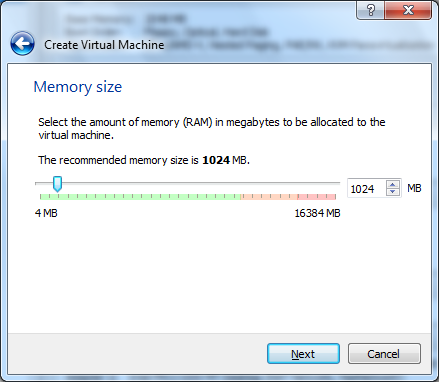 ?
Create Virtual Machine
Memory size
Select the amount of memory (RAM) in megabytes to be allocated to the
virtual machine.
The recommended memory size is 1024 MB.
1024 MB
4 MB 16384 MB
Next Cancel